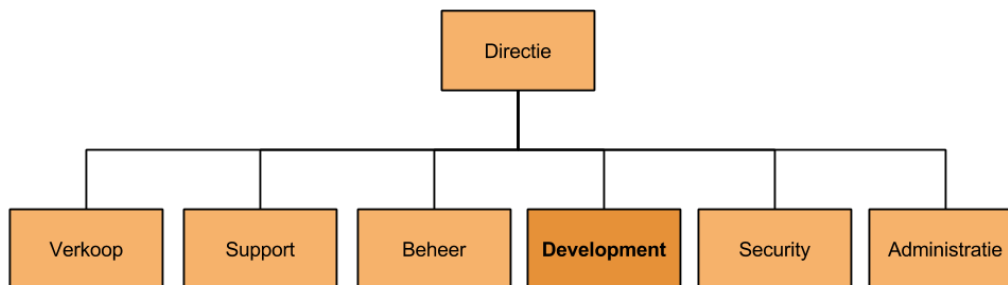 Directie
Verkoop
Support
Beheer
Development
Security
Administratie